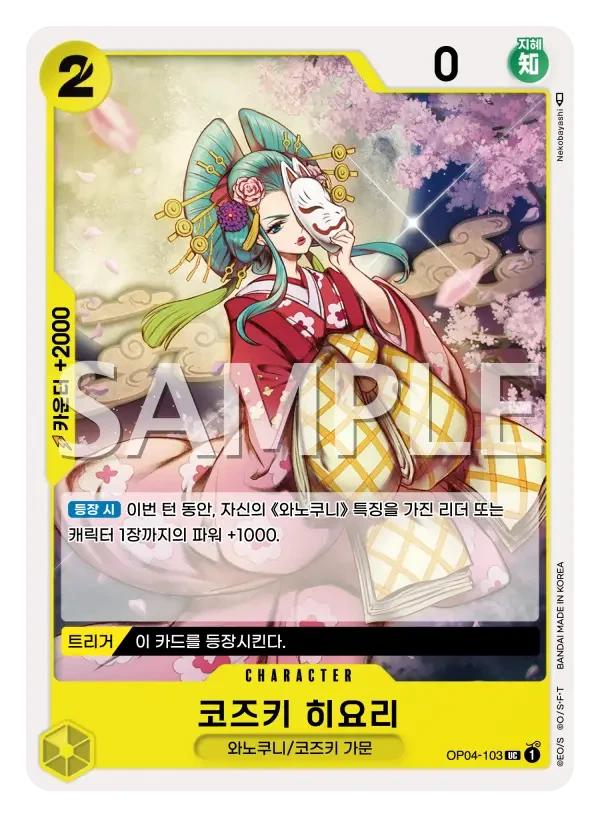 2
0
지혜
知
Nekobayashi
카운터 +2000
SAMPLE
등장 시 이번 턴 동안, 자신의 《와노쿠니》 특징을 가진 리더 또는
캐릭터 1장까지의 파워 +1000.
트리거 이 카드를 등장시킨다.
CHARACTER
코즈키 히요리
와노쿠니/코즈키 가문
OP04-103 UC 1
©E.O/S ©O/S·F·T BANDAI MADE IN KOREA